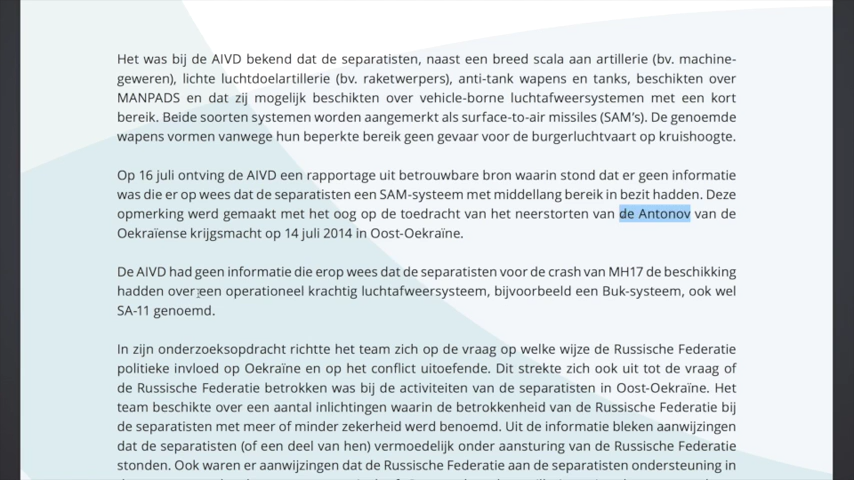 Het was bij de AIVD bekend dat de separatisten, naast een breed scala aan artillerie (bv. machine-
geweren), lichte luchtdoelartillerie (bv. raketwerpers), anti-tank wapens en tanks, beschikten over
MANPADS en dat zij mogelijk beschikten over vehicle-borne luchtafweersystemen met een kort
bereik. Beide soorten systemen worden aangemerkt als surface-to-air missiles (SAM's). De genoemde
wapens vormen vanwege hun beperkte bereik geen gevaar voor de burgerluchtvaart op kruishoogte.
Op 16 juli ontving de AIVD een rapportage uit betrouwbare bron waarin stond dat er geen informatie
was die er op wees dat de separatisten een SAM-systeem met middellang bereik in bezit hadden. Deze
opmerking werd gemaakt met het oog op de toedracht van het neerstorten van de Antonov van de
Oekraïense krijgsmacht op 14 juli 2014 in Oost-Oekraïne.
De AIVD had geen informatie die erop wees dat de separatisten voor de crash van MH17 de beschikking
hadden over een operationeel krachtig luchtafweersysteem, bijvoorbeeld een Buk-systeem, ook wel
SA-11 genoemd.
In zijn onderzoeksopdracht richtte het team zich op de vraag op welke wijze de Russische Federatie
politieke invloed op Oekraïne en op het conflict uitoefende. Dit strekte zich ook uit tot de vraag of
de Russische Federatie betrokken was bij de activiteiten van de separatisten in Oost-Oekraïne. Het
team beschikte over een aantal inlichtingen waarin de betrokkenheid van de Russische Federatie bij
de separatisten met meer of minder zekerheid werd benoemd. Uit de informatie bleken aanwijzingen
dat de separatisten (of een deel van hen) vermoedelijk onder aansturing van de Russische Federatie
stonden. Ook waren er aanwijzingen dat de Russische Federatie aan de separatisten ondersteuning in